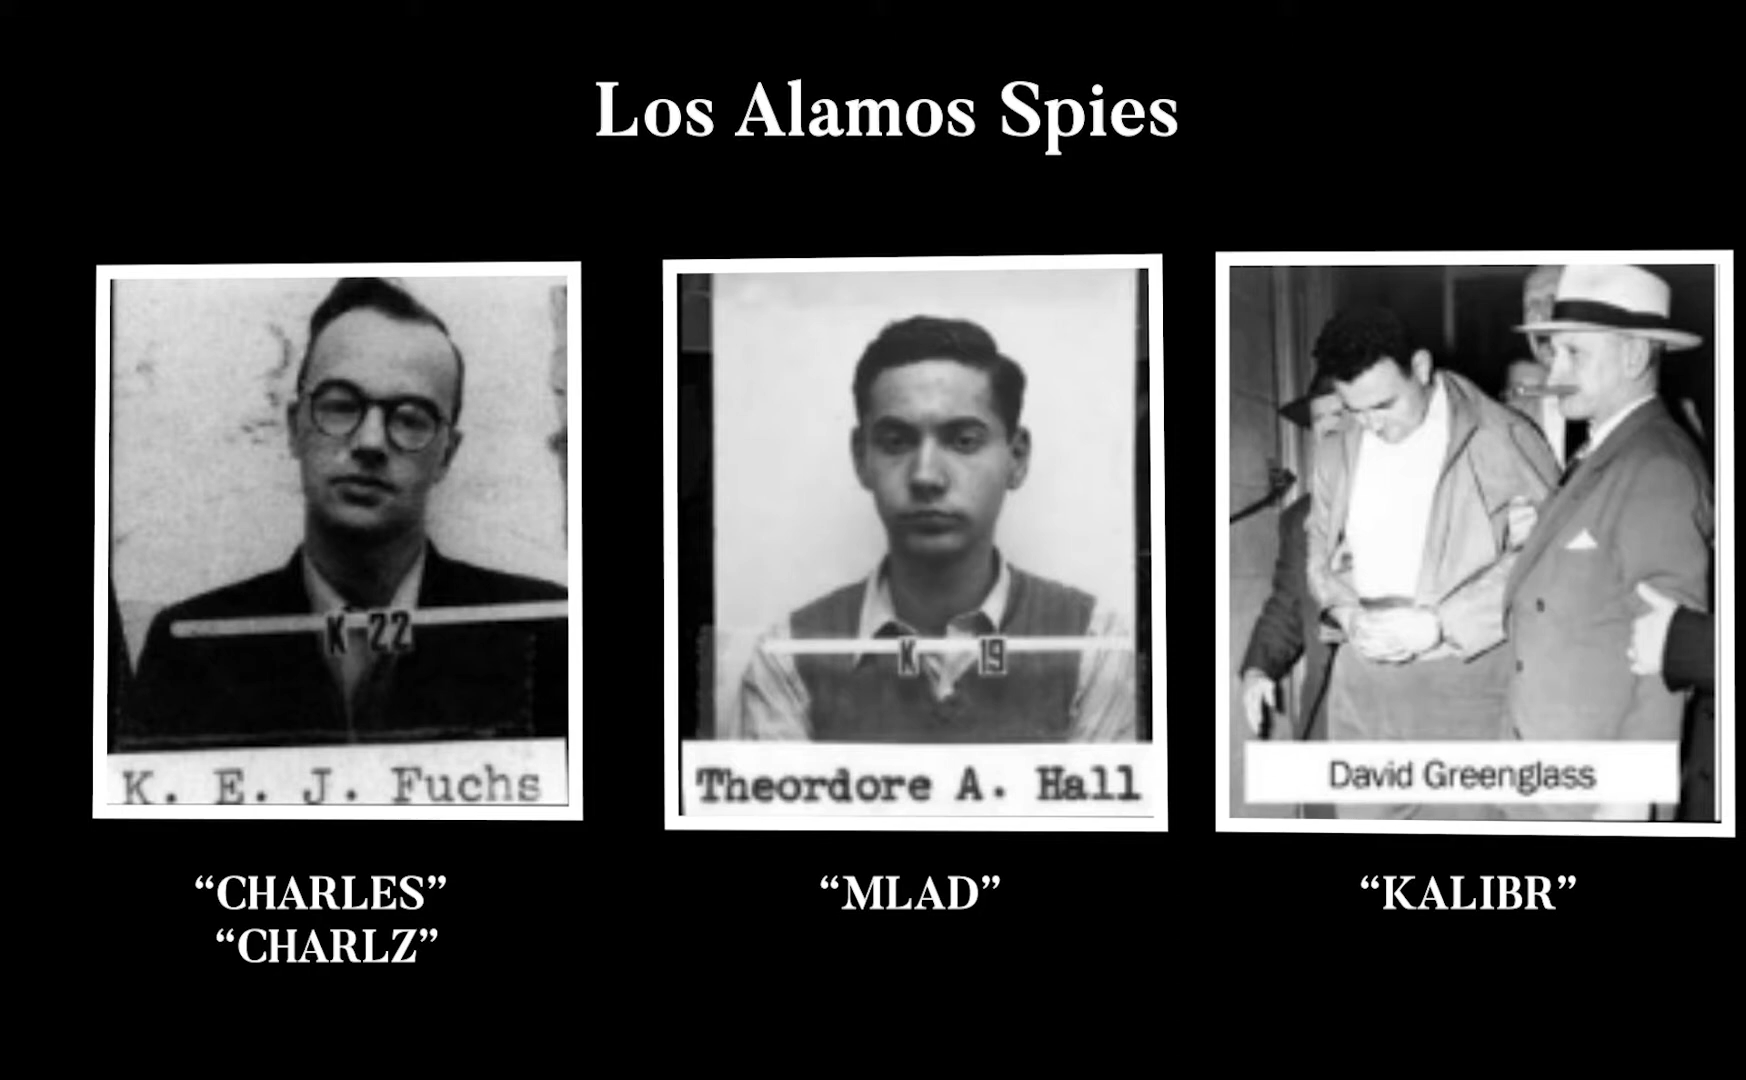 Los Alamos Spies
K-22
K. E. J. Fuchs
“CHARLES”
“CHARLZ”
K 19
Theordore A. Hall
“MLAD”
David Greenglass
“KALIBR”